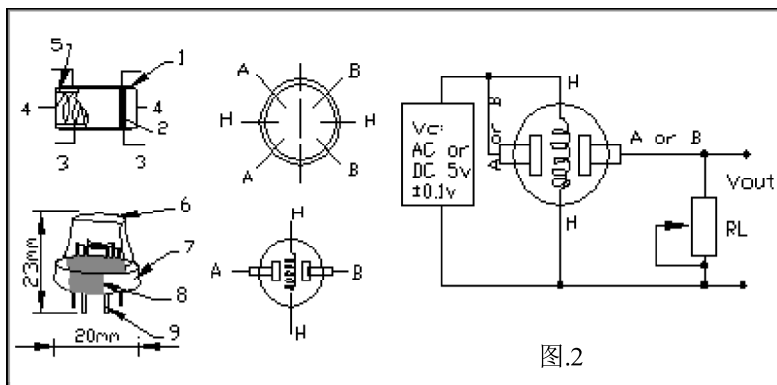 5
1
4
4
2
3
3
A
B
H
H
A
B
6
7
8
9
23mm
20mm
H
A
B
H
Vc:
AC or
DC 5v
±0.1v
A or B
H
H
A or B
Vout
RL
图.2